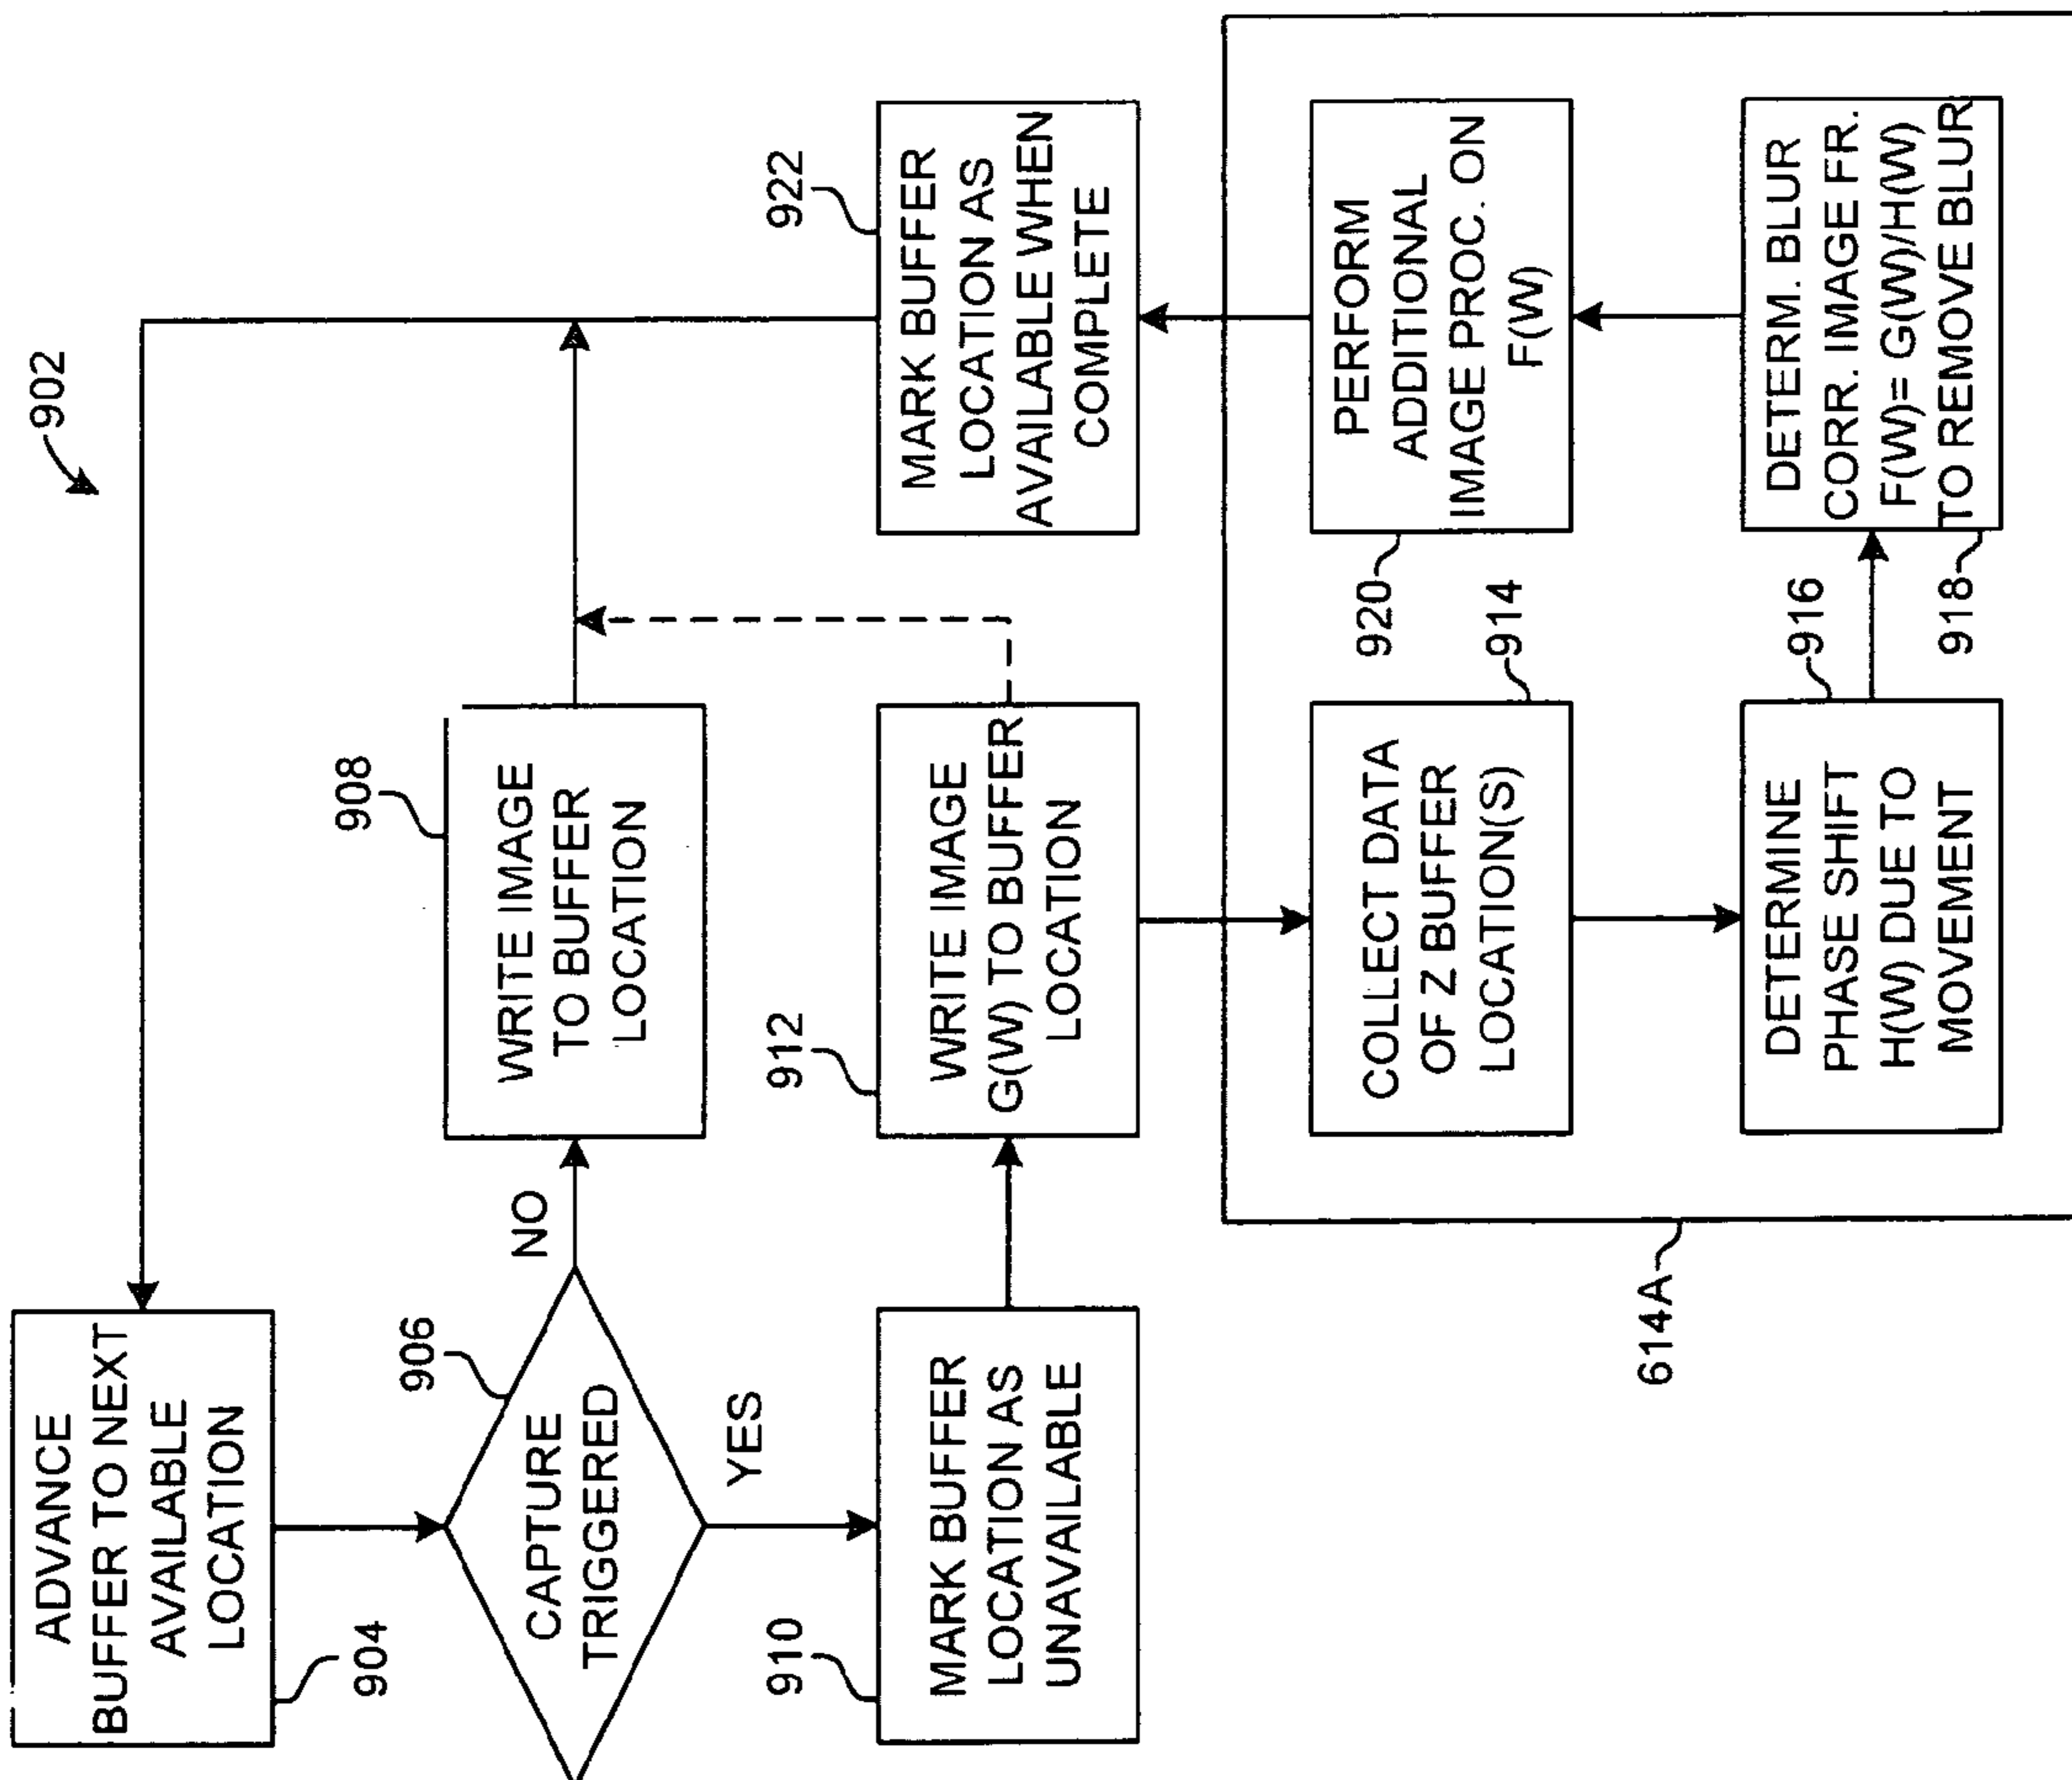 902
ADVANCE
BUFFER TO NEXT
AVAILABLE
LOCATION
904
CAPTURE
TRIGGERED
906
NO
YES
WRITE IMAGE
TO BUFFER
LOCATION
908
MARK BUFFER
LOCATION AS
UNAVAILABLE
910
WRITE IMAGE
G(W) TO BUFFER
LOCATION
912
MARK BUFFER
LOCATION AS
AVAILABLE WHEN
COMPLETE
922
COLLECT DATA
OF Z BUFFER
LOCATION(S)
914
PERFORM
ADDITIONAL
IMAGE PROC. ON
F(W)
920
DETERMINE
PHASE SHIFT
H(W) DUE TO
MOVEMENT
916
DETERM. BLUR
CORR. IMAGE FR.
F(W)= G(W)/H(W)
TO REMOVE BLUR
918
614A